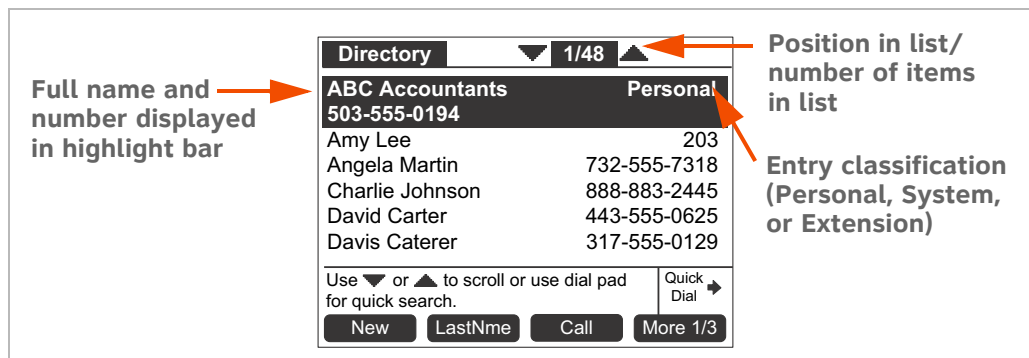 Full name and
number displayed
in highlight bar
Directory 1/48
ABC Accountants Personal
503-555-0194
Amy Lee 203
Angela Martin 732-555-7318
Charlie Johnson 888-883-2445
David Carter 443-555-0625
Davis Caterer 317-555-0129
Use ▼ or ▲ to scroll or use dial pad
for quick search.
Quick
Dial
New LastNme Call More 1/3
Position in list/
number of items
in list
Entry classification
(Personal, System,
or Extension)